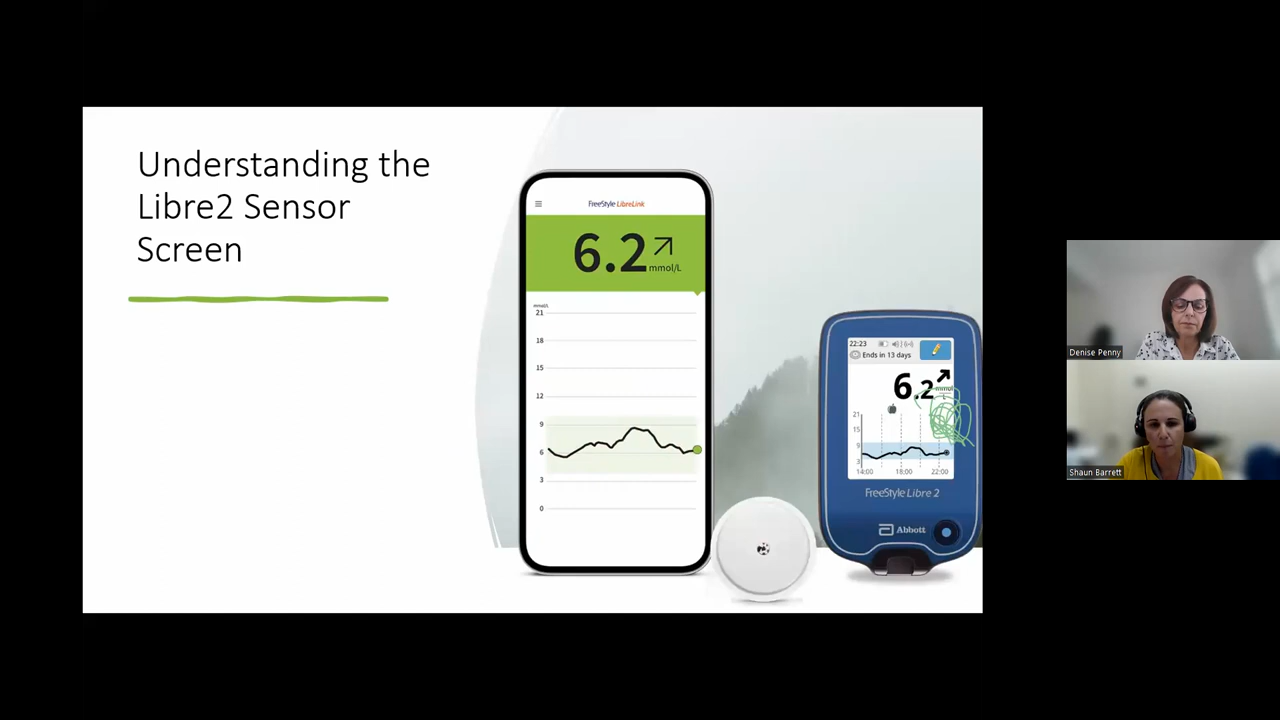 Understanding the
Libre2 Sensor
Screen
FreeStyle LibreLink
6.2
mmol/L
mmol/L
21
18
15
12
9
6
3
0
22:23
Ends in 13 days
6.2
mmol
L
21
15
9
3
14:00 18:00 22:00
FreeStyle Libre 2
Abbott
Denise Penny
Shaun Barrett